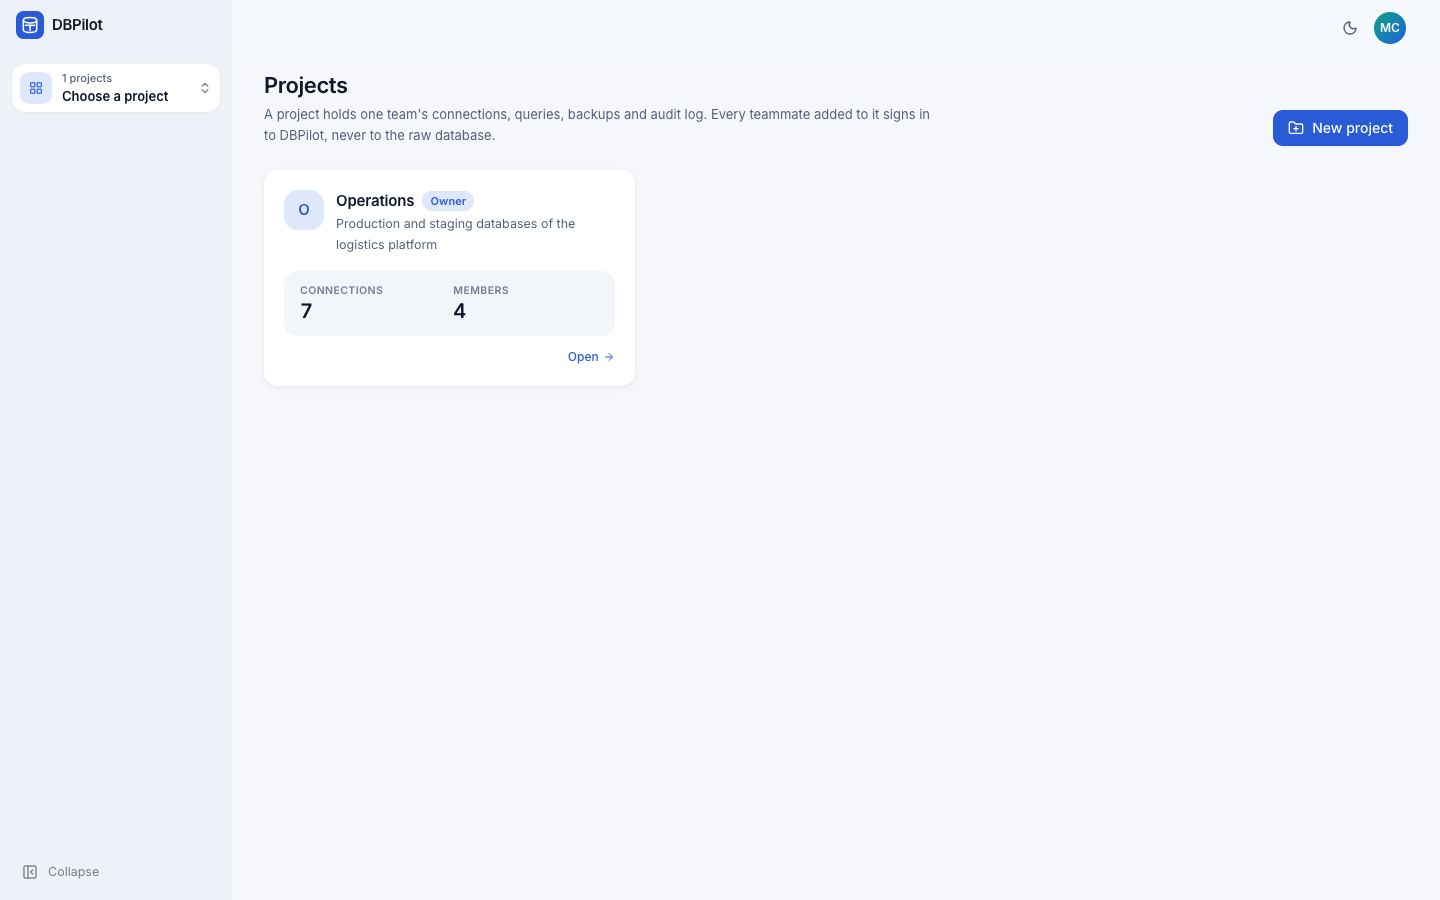 DBPilot
MC
1 projects
Choose a project
Projects
A project holds one team's connections, queries, backups and audit log. Every teammate added to it signs in
to DBPilot, never to the raw database.
New project
O
Operations
Owner
Production and staging databases of the
logistics platform
CONNECTIONS
MEMBERS
7
4
Open
Collapse